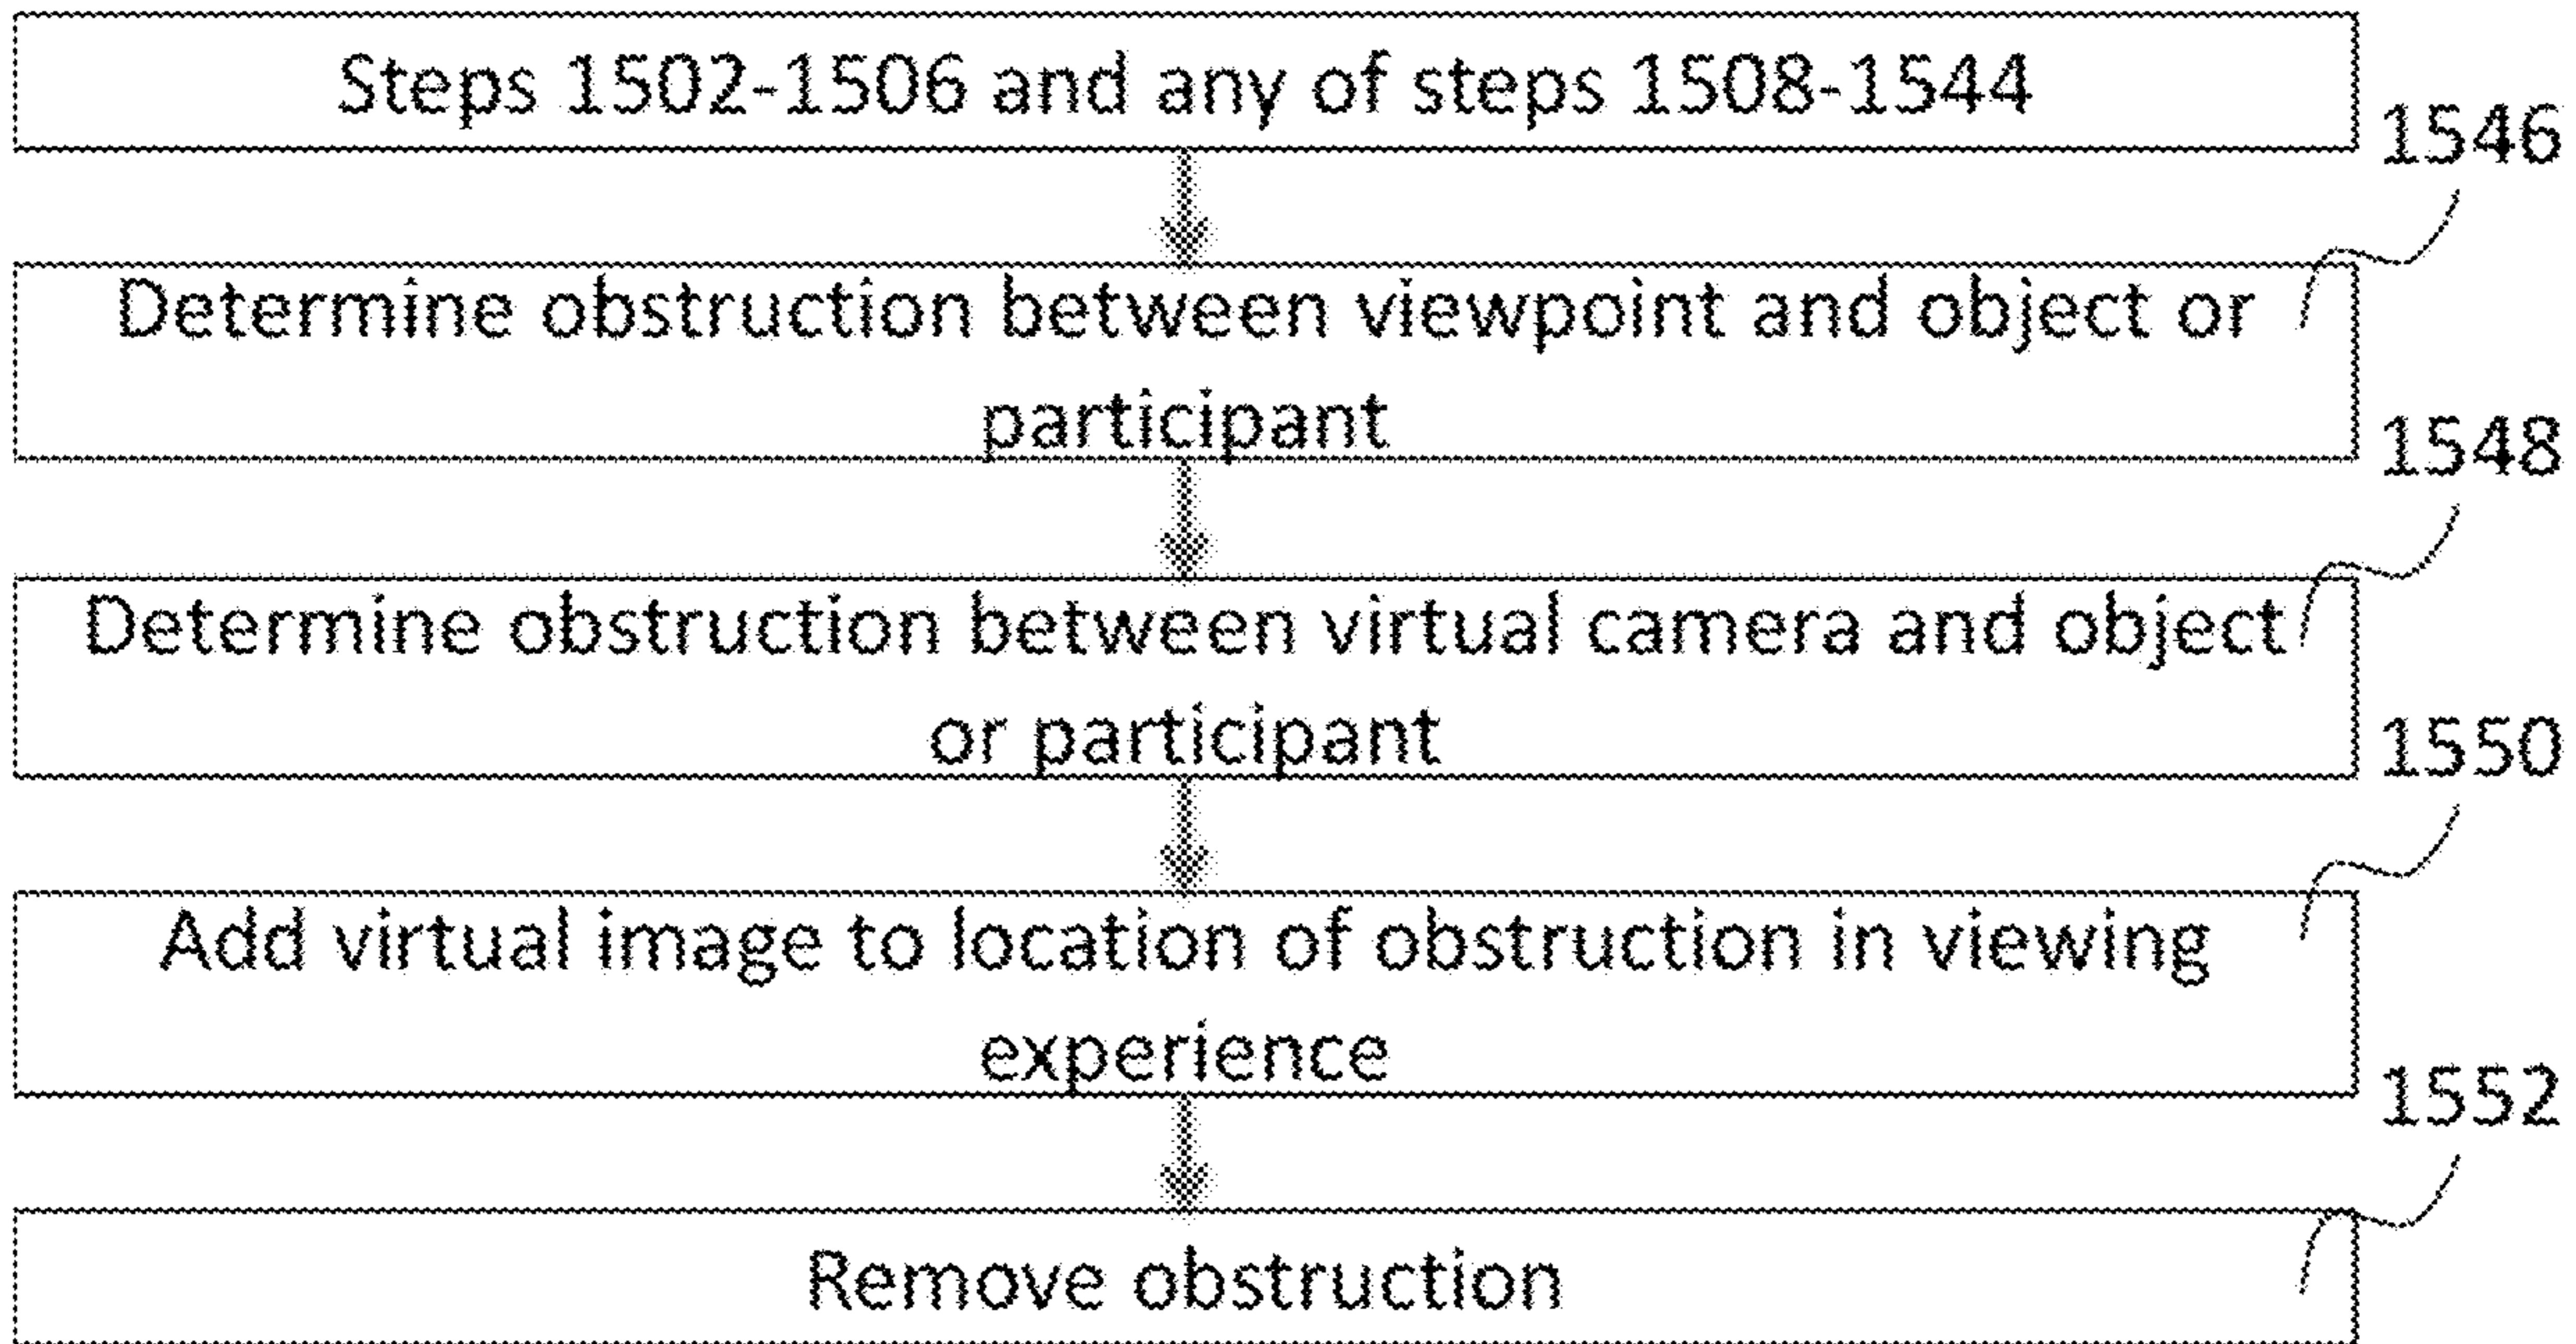 Steps 1502-1506 and any of steps 1508-1544
1546
Determine obstruction between viewpoint and object or
participant
1548
Determine obstruction between virtual camera and object
or participant
1550
Add virtual image to location of obstruction in viewing
experience
1552
Remove obstruction